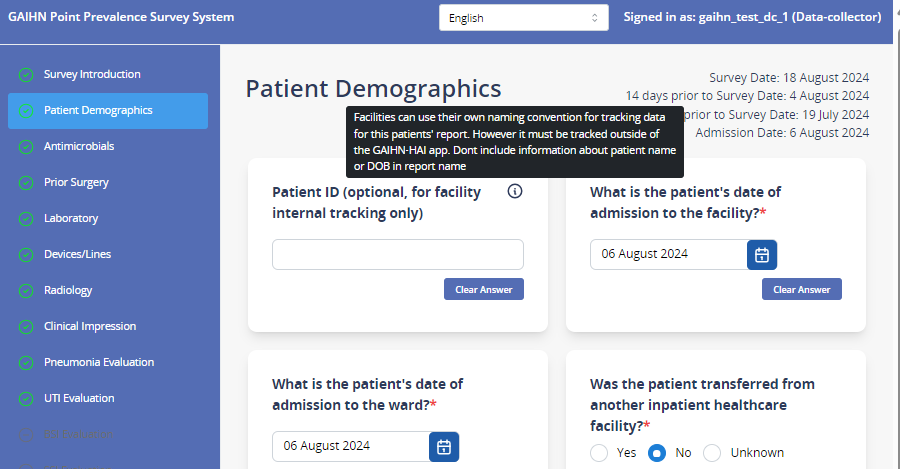 GAIHN Point Prevalence Survey System
English
Signed in as: gaihn_test_dc_1 (Data-collector)
Survey Introduction
Patient Demographics
Antimicrobials
Prior Surgery
Laboratory
Devices/Lines
Radiology
Clinical Impression
Pneumonia Evaluation
UTI Evaluation
Patient Demographics
Survey Date: 18 August 2024
14 days prior to Survey Date: 4 August 2024
prior to Survey Date: 19 July 2024
Admission Date: 6 August 2024
Facilities can use their own naming convention for tracking data
for this patients' report. However it must be tracked outside of
the GAIHN-HAI app. Dont include information about patient name
or DOB in report name
Patient ID (optional, for facility
internal tracking only)
Clear Answer
What is the patient's date of
admission to the facility?*
06 August 2024
Clear Answer
What is the patient's date of
admission to the ward?*
06 August 2024
Was the patient transferred from
another inpatient healthcare
facility?*
Yes No Unknown